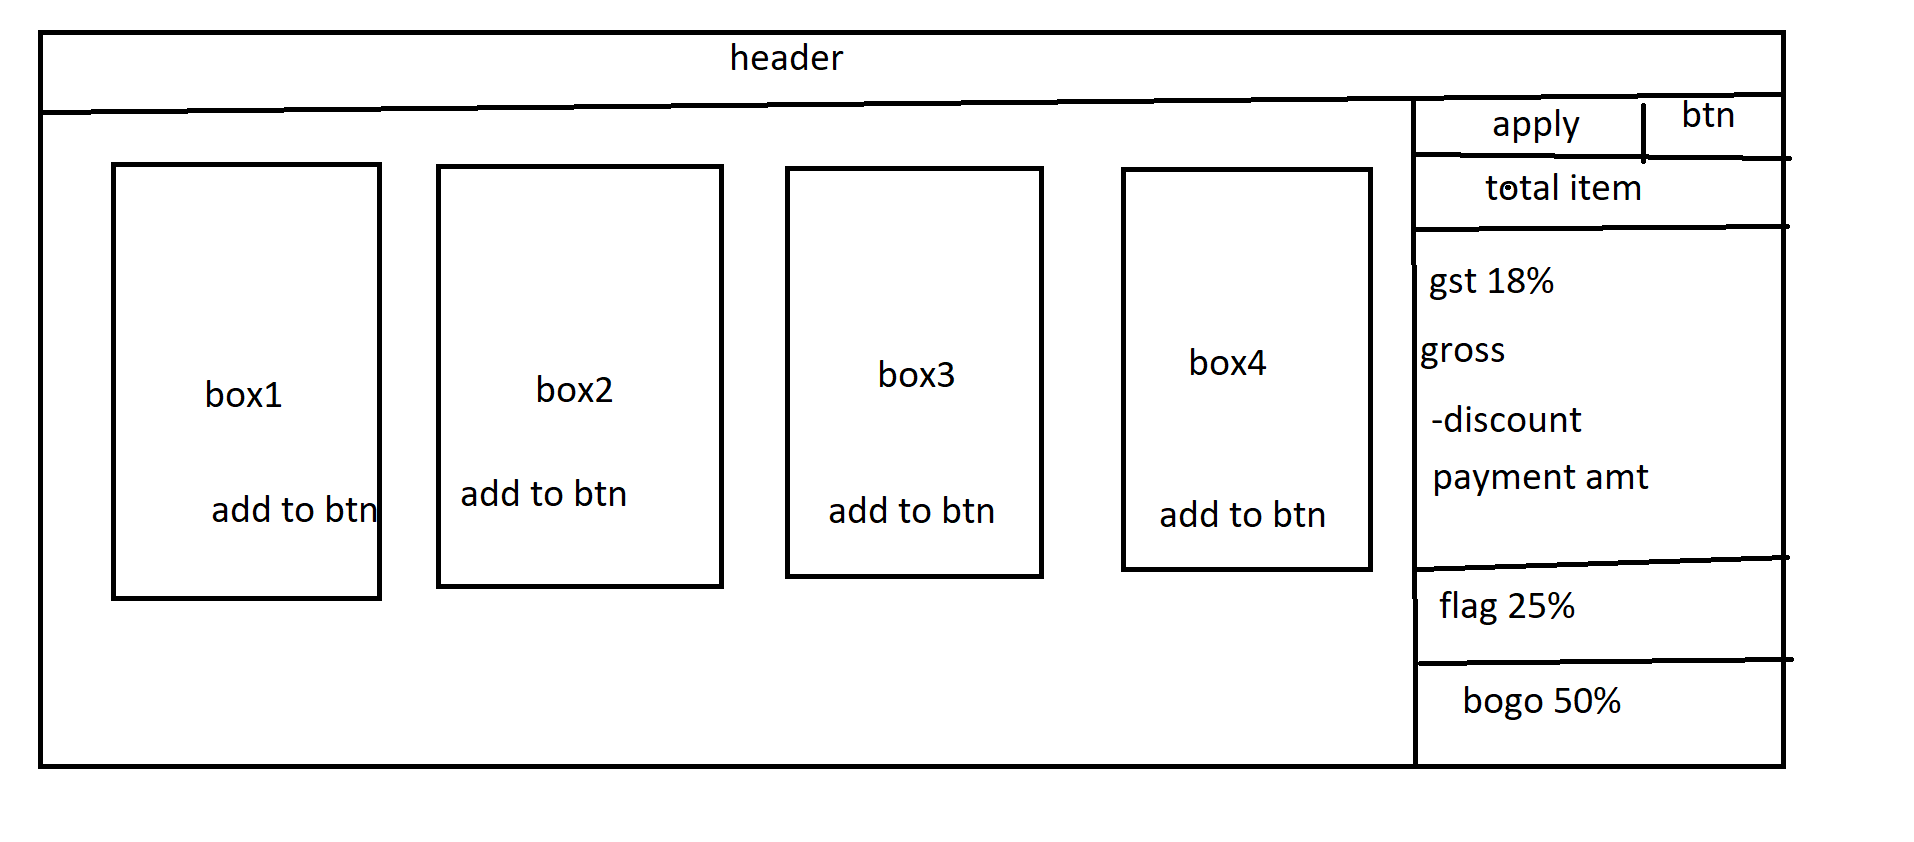 header
apply
btn
total item
box1
add to btn
box2
add to btn
box3
add to btn
box4
add to btn
gst 18%
gross
-discount
payment amt
flag 25%
bogo 50%